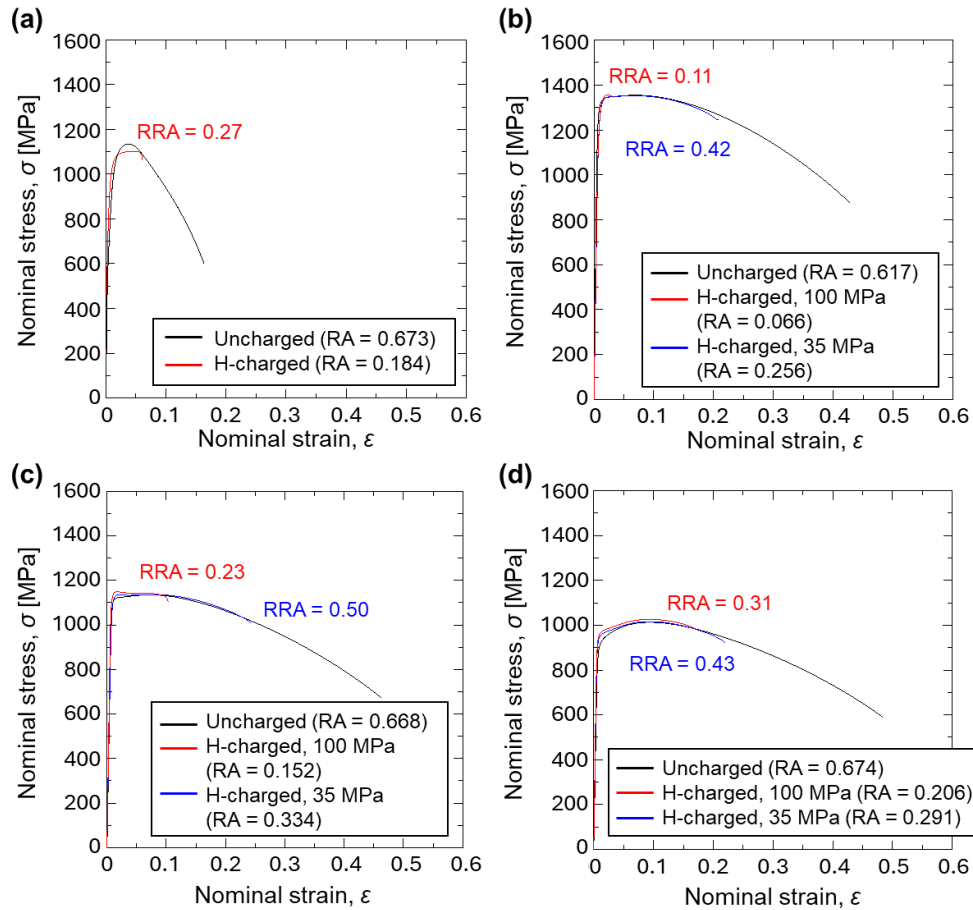 (a)
1600
1400
1200
1000
800
600
400
200
0
Nominal stress, σ [MPa]
RRA = 0.27
Uncharged (RA = 0.673)
H-charged (RA = 0.184)
0 0.1 0.2 0.3 0.4 0.5 0.6
Nominal strain, ε
(b)
1600
1400
1200
1000
800
600
400
200
0
Nominal stress, σ [MPa]
RRA = 0.11
RRA = 0.42
Uncharged (RA = 0.617)
H-charged, 100 MPa
(RA = 0.066)
H-charged, 35 MPa
(RA = 0.256)
0 0.1 0.2 0.3 0.4 0.5 0.6
Nominal strain, ε
(c)
1600
1400
1200
1000
800
600
400
200
0
Nominal stress, σ [MPa]
RRA = 0.23
RRA = 0.50
Uncharged (RA = 0.668)
H-charged, 100 MPa
(RA = 0.152)
H-charged, 35 MPa
(RA = 0.334)
0 0.1 0.2 0.3 0.4 0.5 0.6
Nominal strain, ε
(d)
1600
1400
1200
1000
800
600
400
200
0
Nominal stress, σ [MPa]
RRA = 0.31
RRA = 0.43
Uncharged (RA = 0.674)
H-charged, 100 MPa (RA = 0.206)
H-charged, 35 MPa (RA = 0.291)
0 0.1 0.2 0.3 0.4 0.5 0.6
Nominal strain, ε